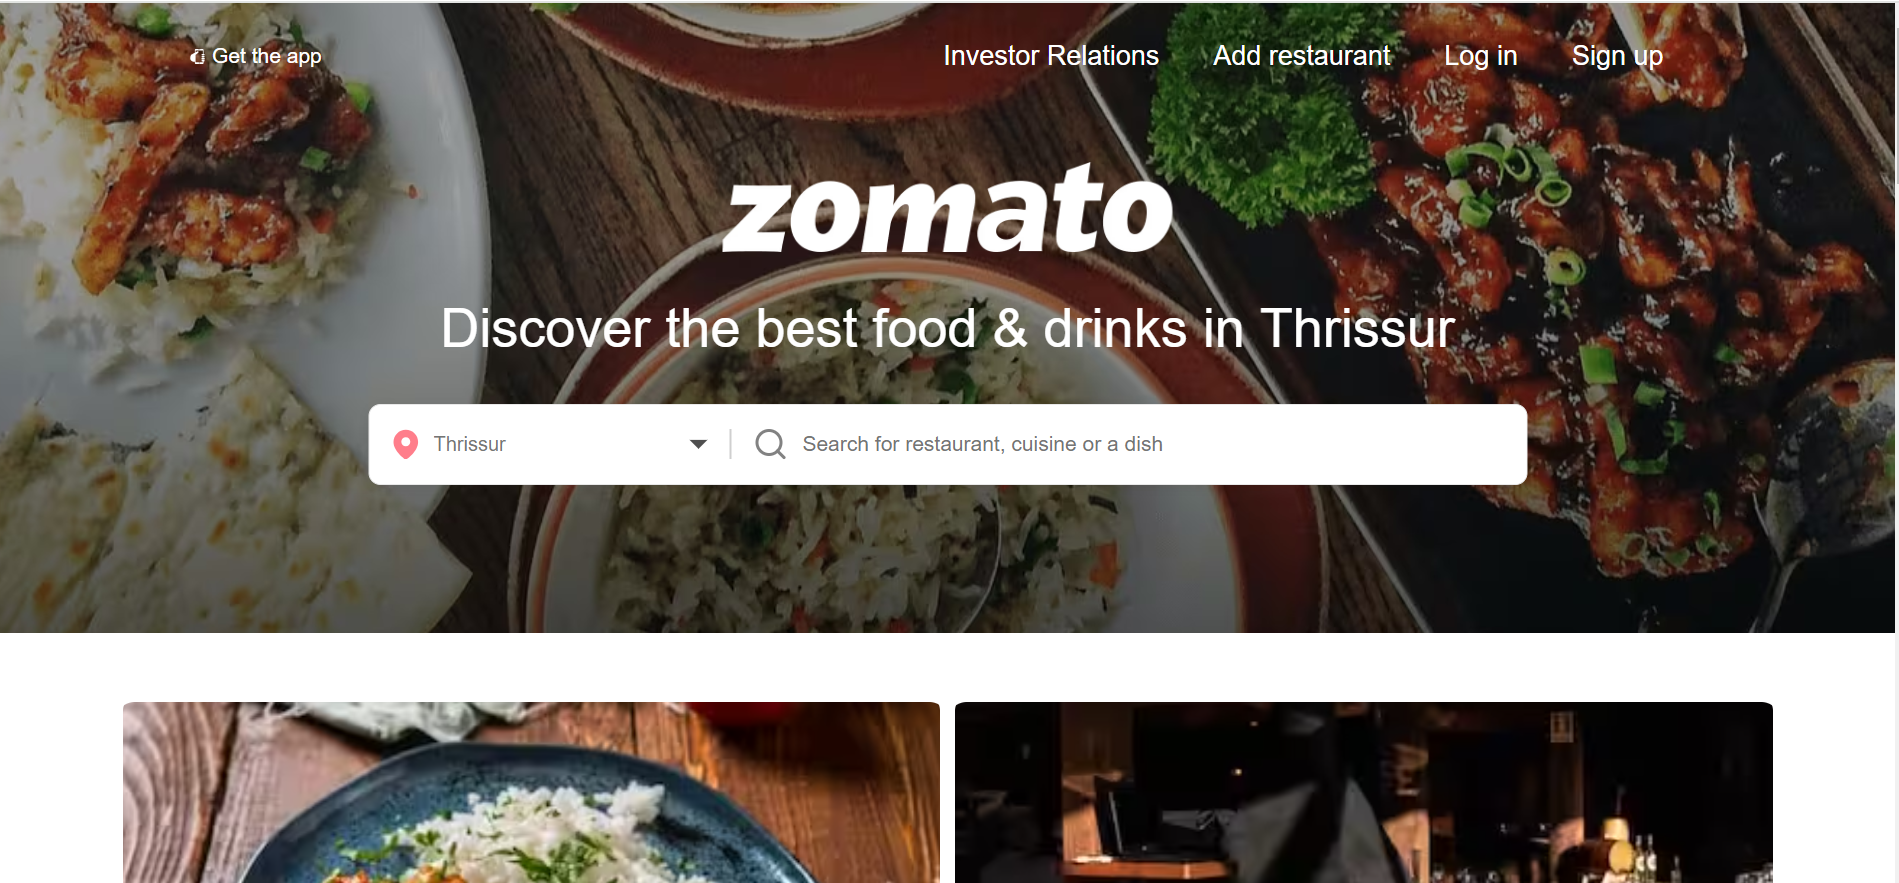 Get the app
Investor Relations
Add restaurant
Log in
Sign up
zomato
Discover the best food & drinks in Thrissur
Thrissur
Search for restaurant, cuisine or a dish